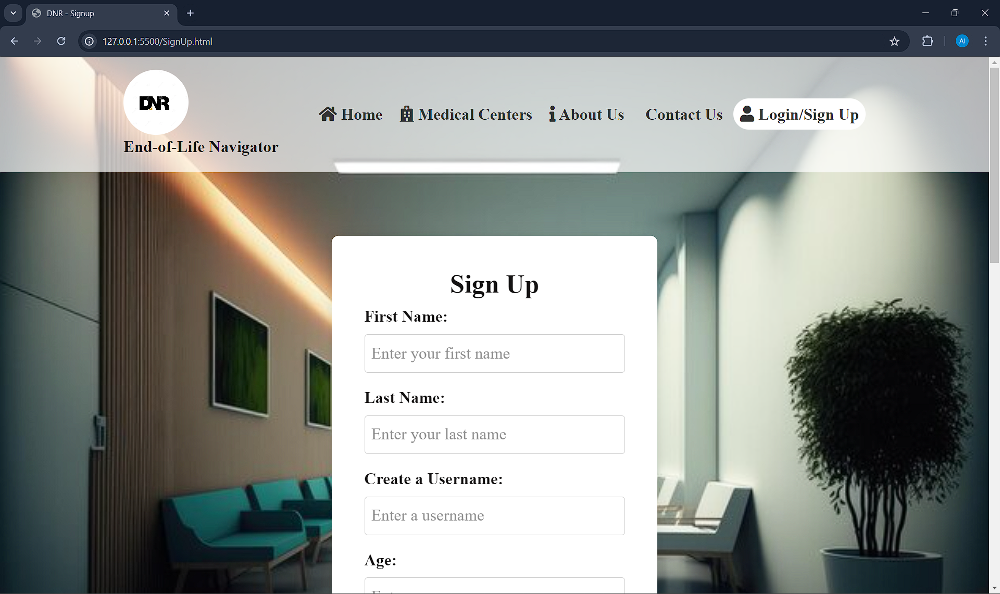 DNR - Signup
127.0.0.1:5500/SignUp.html
AI
DNR
End-of-Life Navigator
Home
Medical Centers
About Us
Contact Us
Login/Sign Up
Sign Up
First Name:
Enter your first name
Last Name:
Enter your last name
Create a Username:
Enter a username
Age: